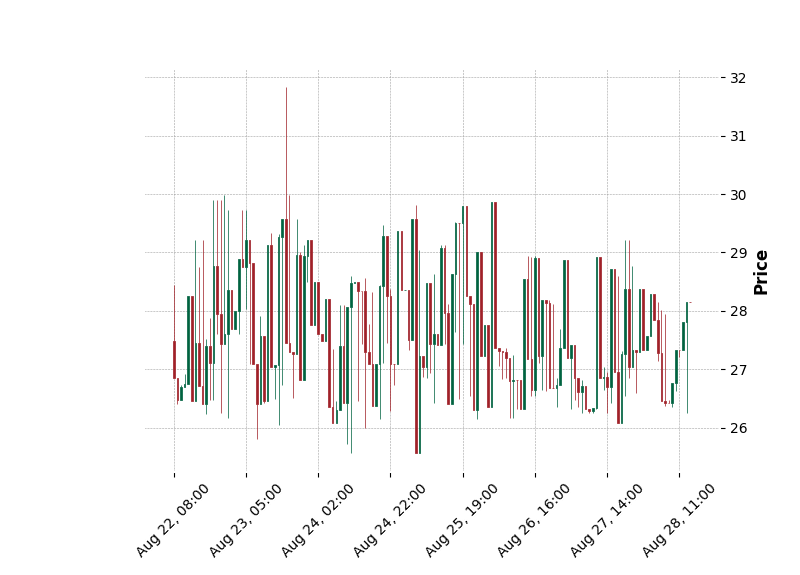 32
31
30
29
28
27
26
Price
Aug 22, 08:00
Aug 23, 05:00
Aug 24, 02:00
Aug 24, 22:00
Aug 25, 19:00
Aug 26, 16:00
Aug 27, 14:00
Aug 28, 11:00